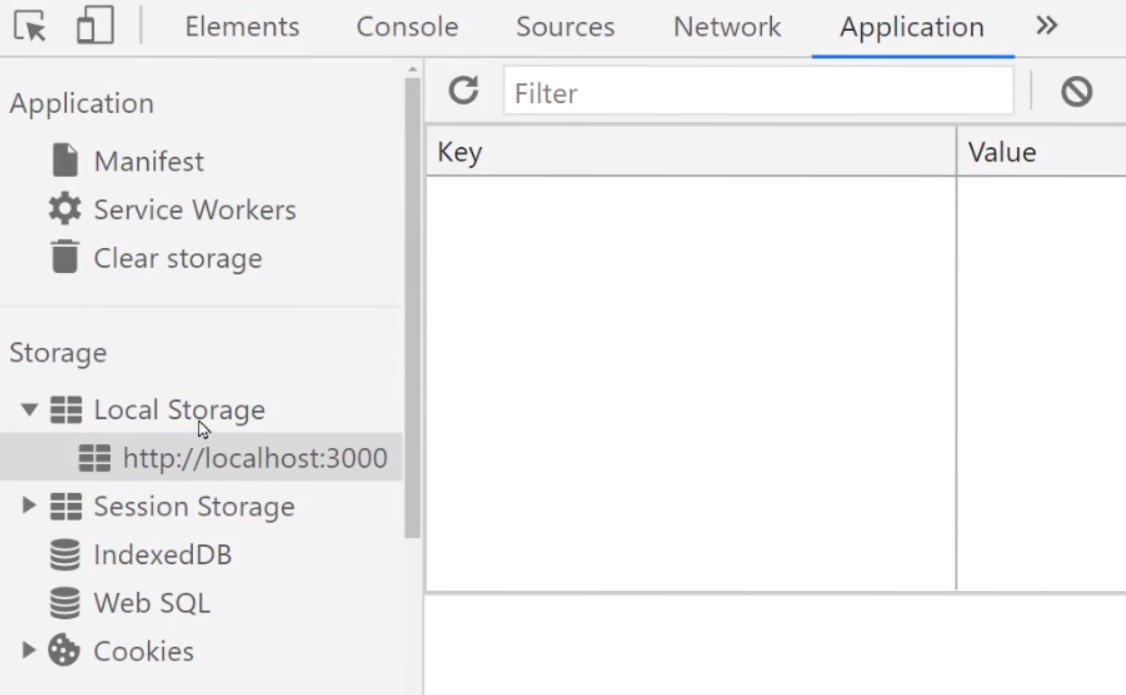 Elements Console Sources Network Application
Application
Manifest
Service Workers
Clear storage
Storage
Local Storage
http://localhost:3000
Session Storage
IndexedDB
Web SQL
Cookies
Filter
Key Value